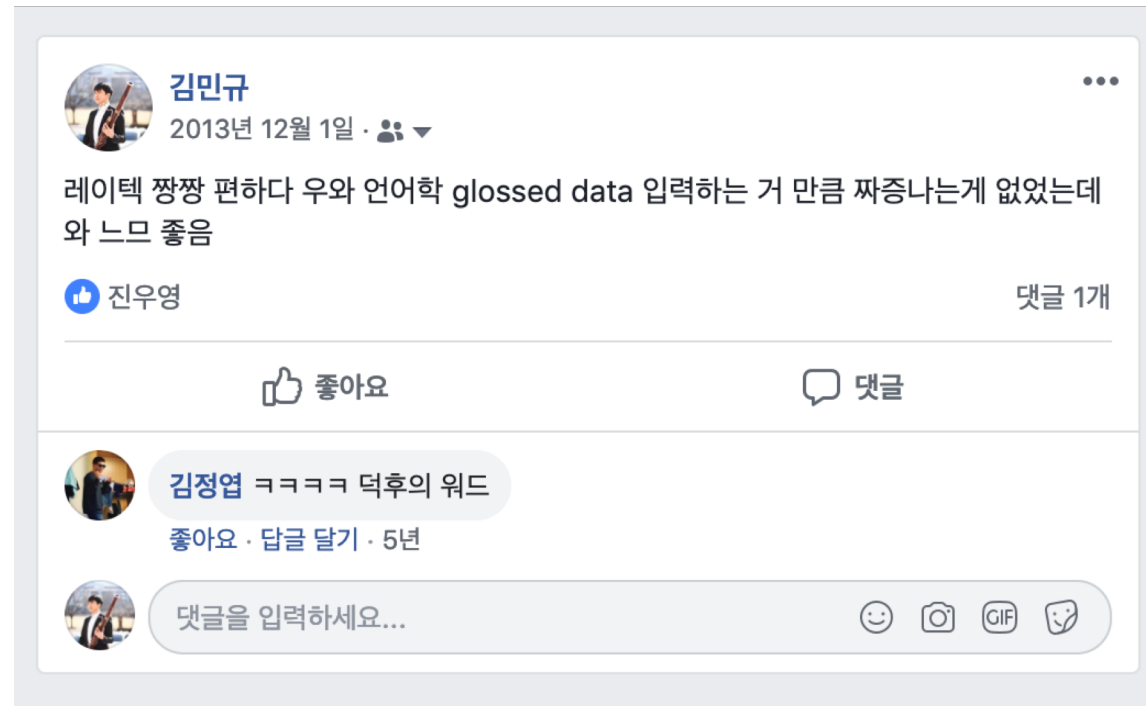 김민규
2013년 12월 1일 ·
레이텍 짱짱 편하다 우와 언어학 glossed data 입력하는 거 만큼 짜증나는게 없었는데
와 느므 좋음
진우영 댓글 1개
좋아요 댓글
김정엽 ㅋㅋㅋㅋ 덕후의 워드
좋아요 · 답글 달기 · 5년
댓글을 입력하세요... GIF